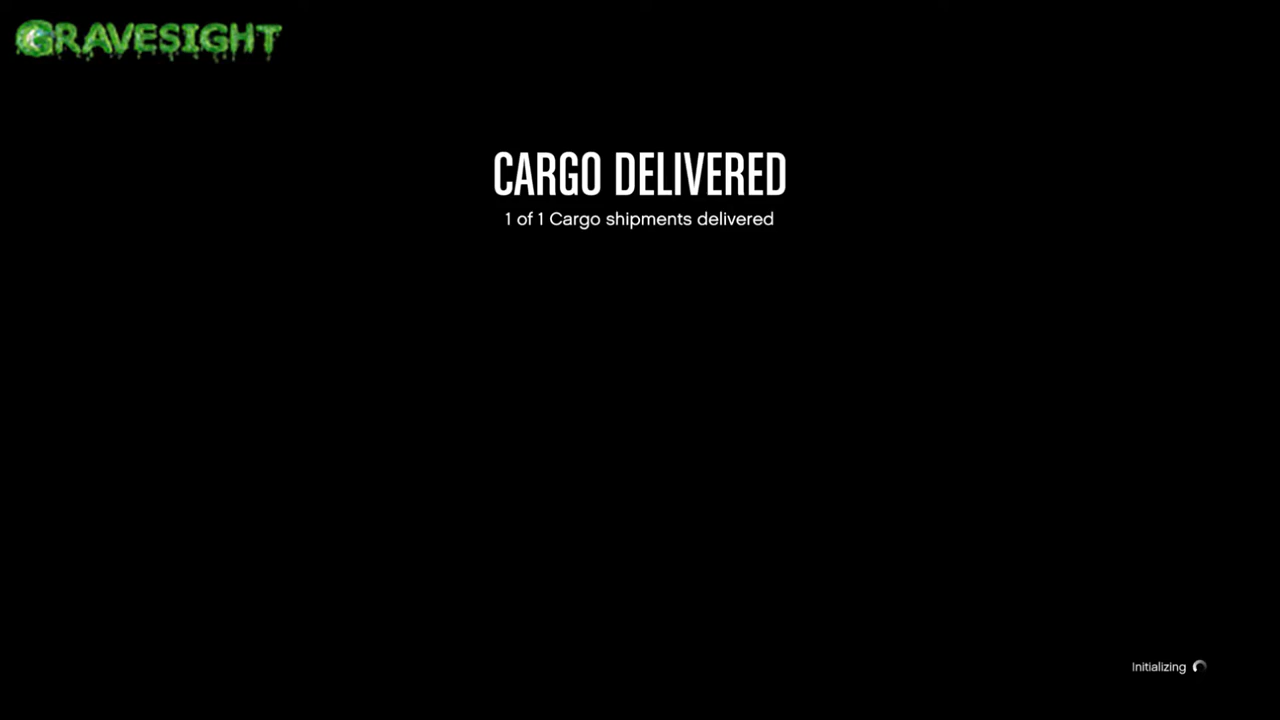 GRAVESIGHT
CARGO DELIVERED
1 of 1 Cargo shipments delivered
Initializing